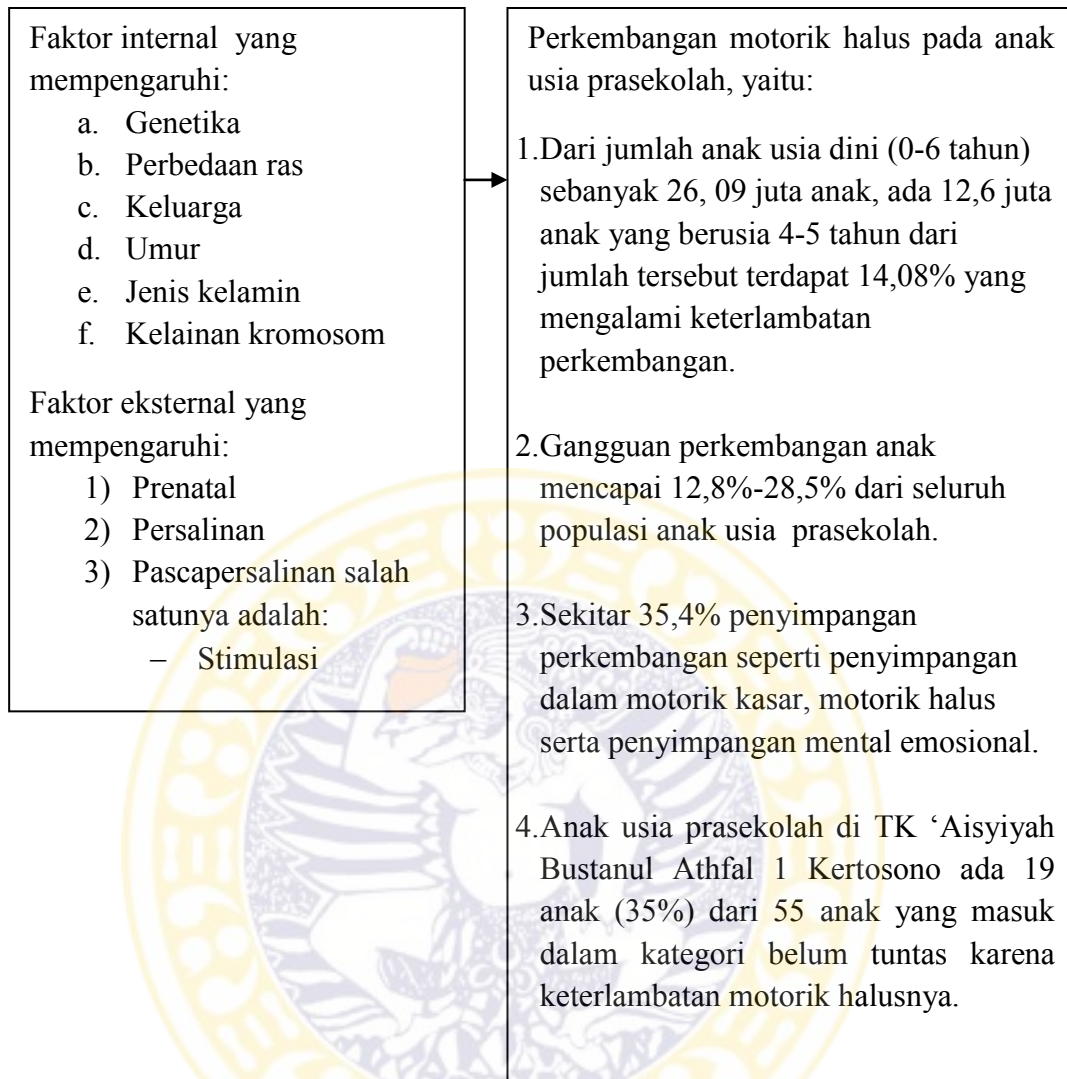 Faktor internal yang
mempengaruhi:
a. Genetika
b. Perbedaan ras
c. Keluarga
d. Umur
e. Jenis kelamin
f. Kelainan kromosom
Faktor eksternal yang
mempengaruhi:
1) Prenatal
2) Persalinan
3) Pascapersalinan salah
satunya adalah:
– Stimulasi
Perkembangan motorik halus pada anak
usia prasekolah, yaitu:
1.Dari jumlah anak usia dini (0-6 tahun)
sebanyak 26, 09 juta anak, ada 12,6 juta
anak yang berusia 4-5 tahun dari
jumlah tersebut terdapat 14,08% yang
mengalami keterlambatan
perkembangan.
2.Gangguan perkembangan anak
mencapai 12,8%-28,5% dari seluruh
populasi anak usia prasekolah.
3.Sekitar 35,4% penyimpangan
perkembangan seperti penyimpangan
dalam motorik kasar, motorik halus
serta penyimpangan mental emosional.
4.Anak usia prasekolah di TK ‘Aisyiyah
Bustanul Athfal 1 Kertosono ada 19
anak (35%) dari 55 anak yang masuk
dalam kategori belum tuntas karena
keterlambatan motorik halusnya.